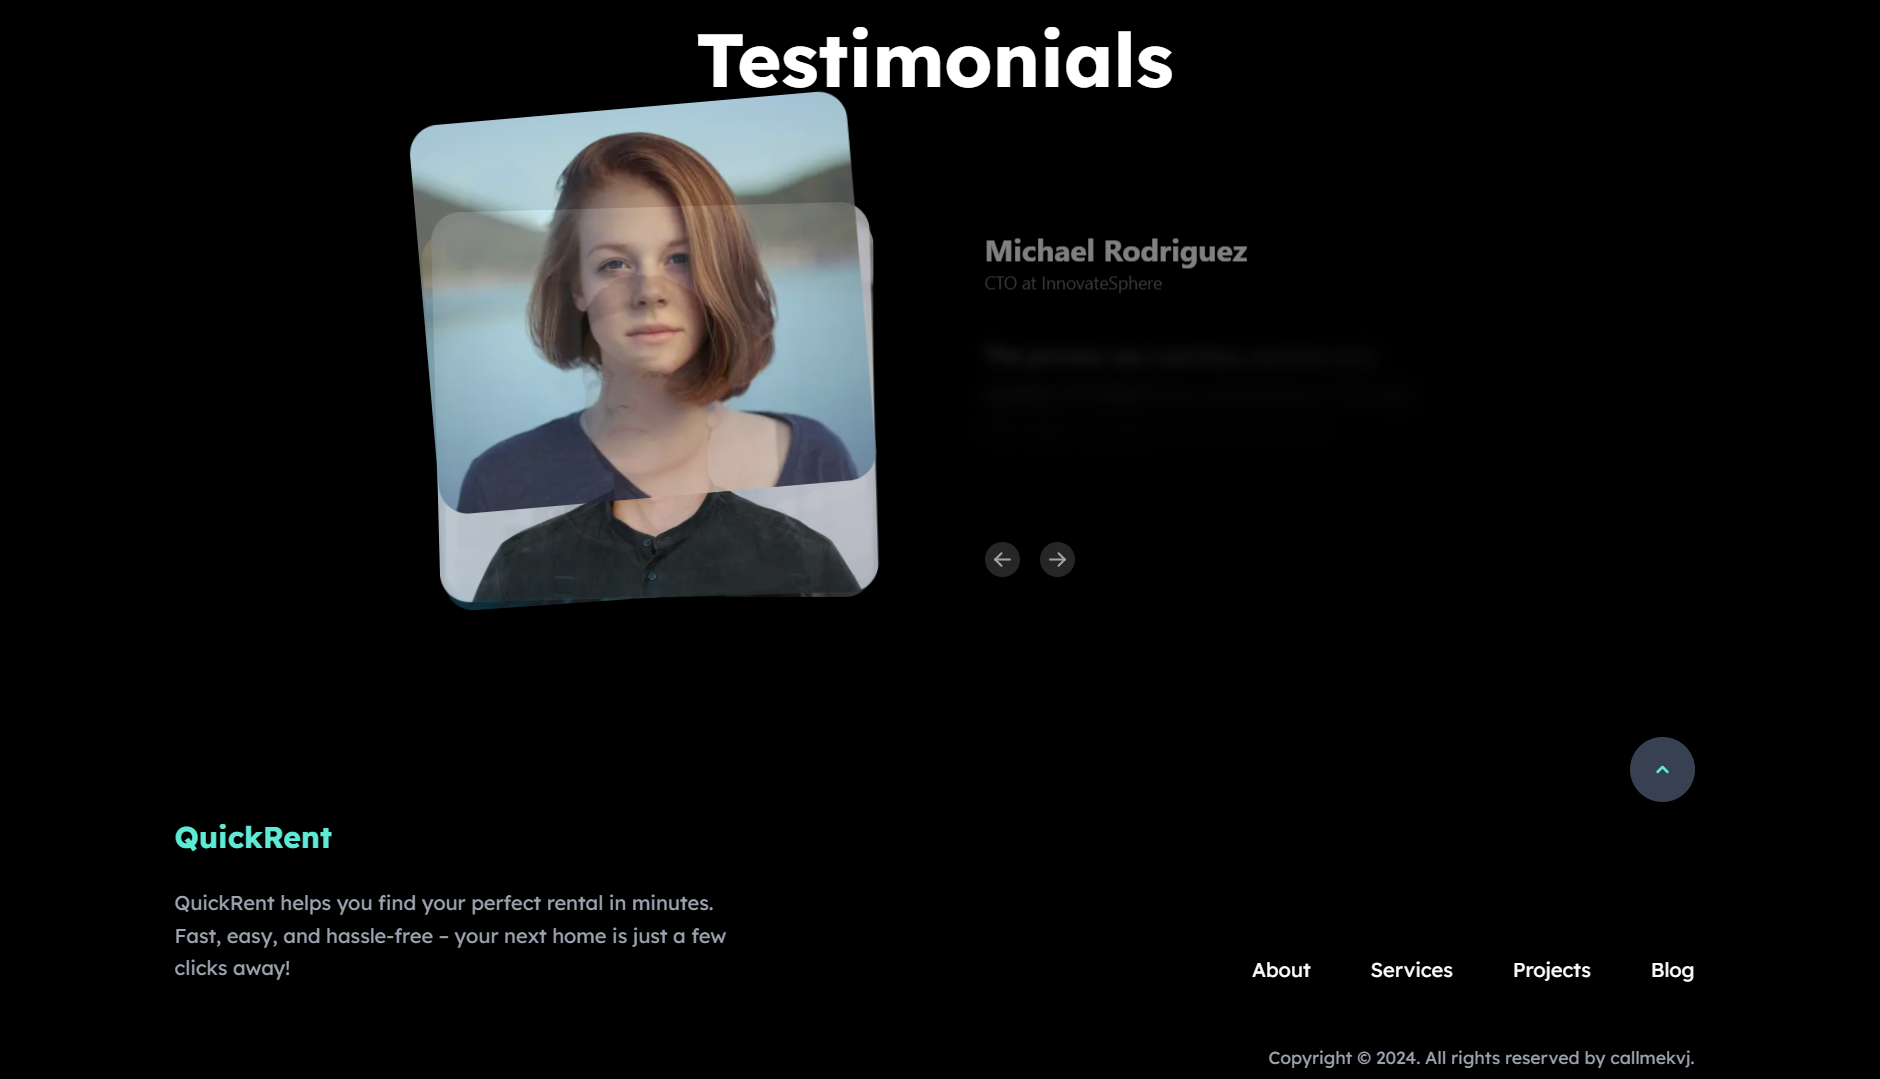 Testimonials
Michael Rodriguez
CTO at InnovateSphere
QuickRent
QuickRent helps you find your perfect rental in minutes.
Fast, easy, and hassle-free – your next home is just a few
clicks away!
About Services Projects Blog
Copyright © 2024. All rights reserved by callmekvj.